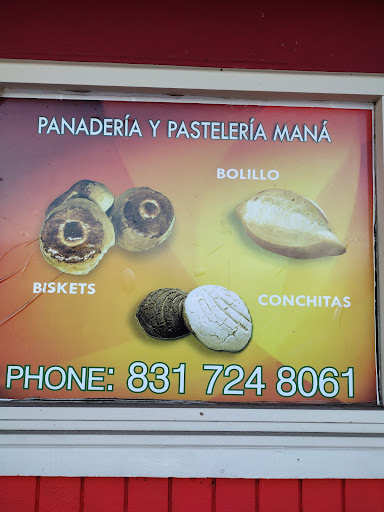 PANADERÍA Y PASTELERÍA MANÁ
BOLILLO
BISKETS
CONCHITAS
PHONE: 831 724 8061